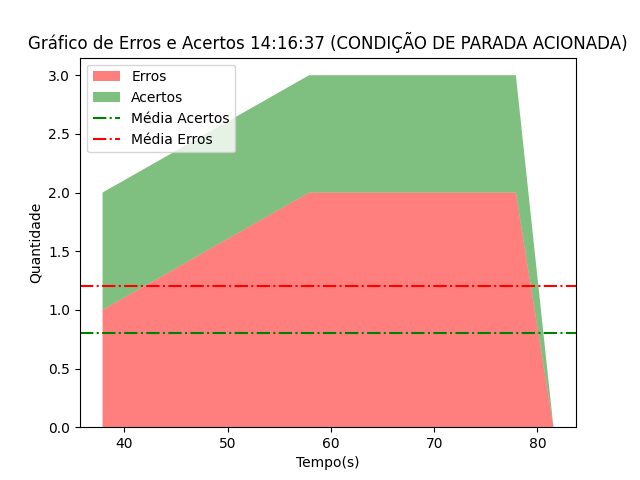 Gráfico de Erros e Acertos 14:16:37 (CONDIÇÃO DE PARADA ACIONADA)
Erros
Acertos
Média Acertos
Média Erros
Quantidade
3.0
2.5
2.0
1.5
1.0
0.5
0.0
40 50 60 70 80
Tempo(s)